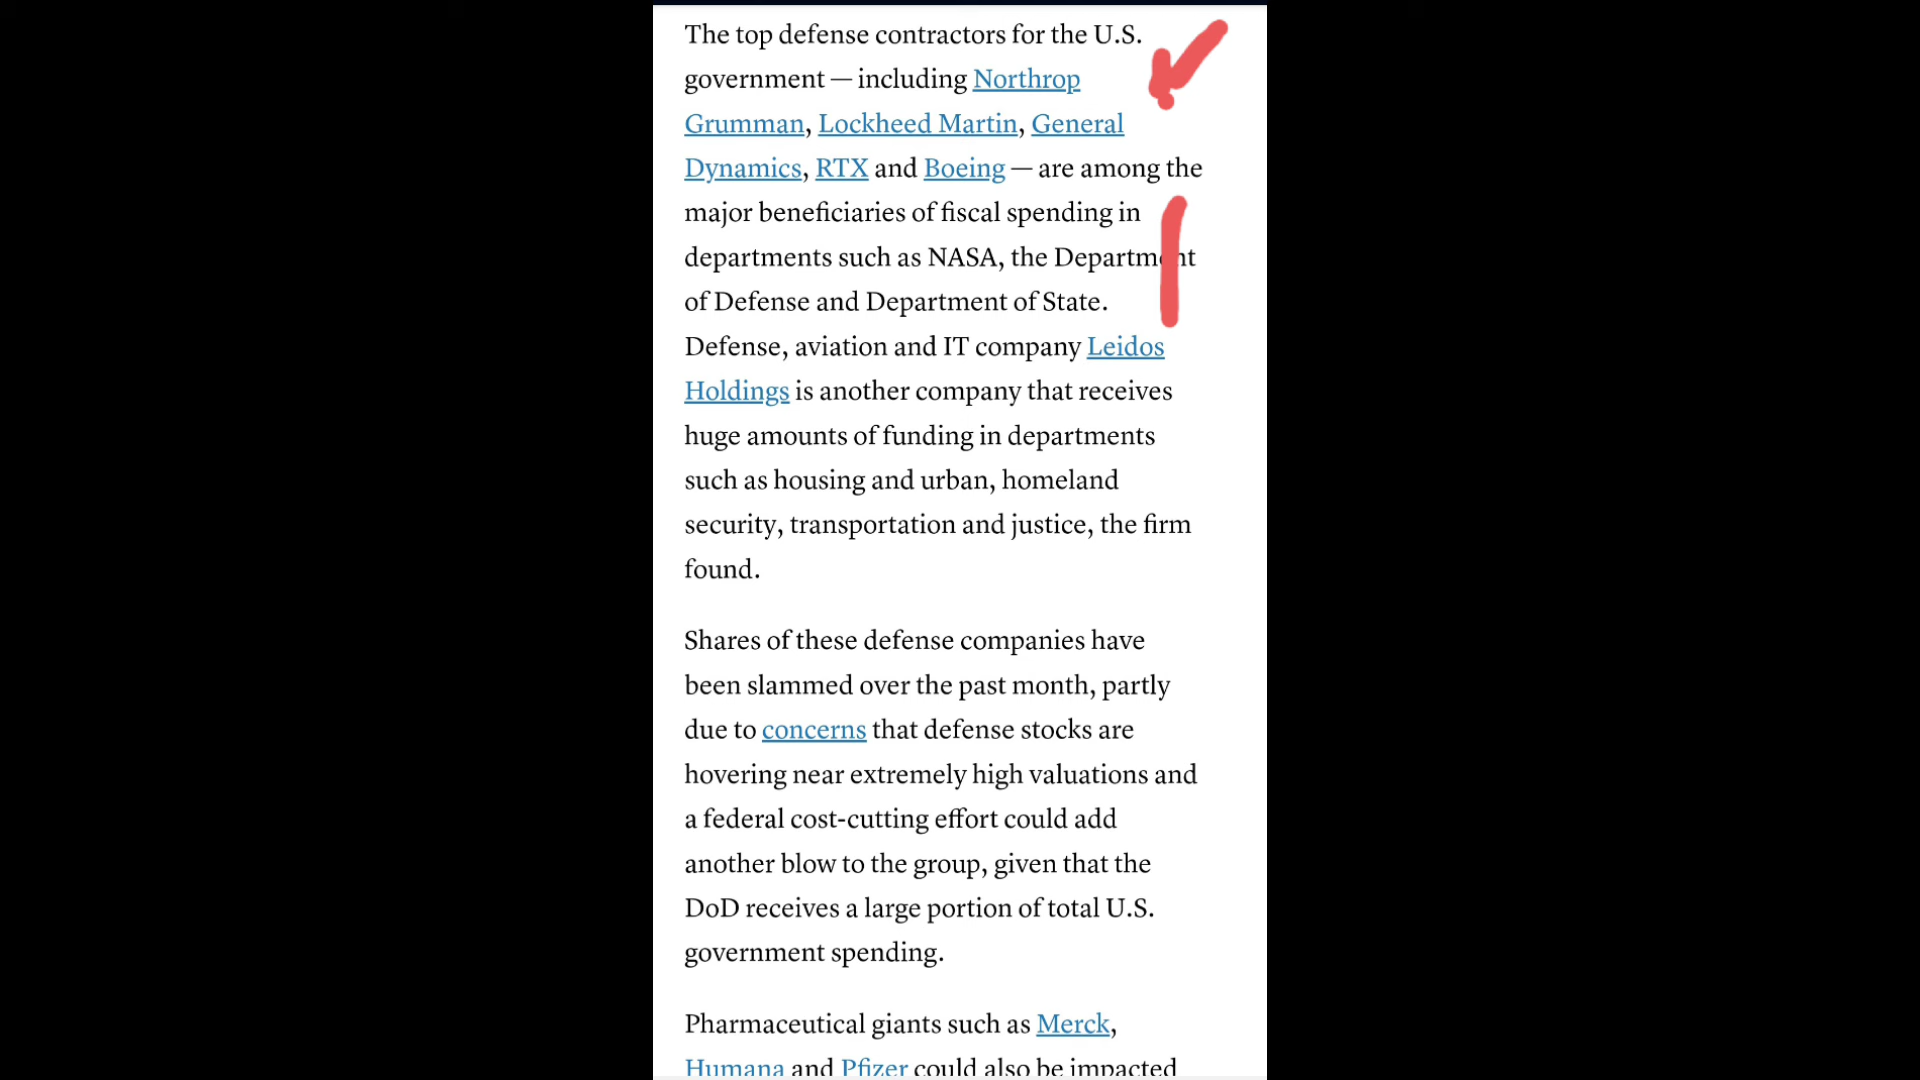 The top defense contractors for the U.S.
government — including Northrop
Grumman, Lockheed Martin, General
Dynamics, RTX and Boeing — are among the
major beneficiaries of fiscal spending in
departments such as NASA, the Department
of Defense and Department of State.
Defense, aviation and IT company Leidos
Holdings is another company that receives
huge amounts of funding in departments
such as housing and urban, homeland
security, transportation and justice, the firm
found.
Shares of these defense companies have
been slammed over the past month, partly
due to concerns that defense stocks are
hovering near extremely high valuations and
a federal cost-cutting effort could add
another blow to the group, given that the
DoD receives a large portion of total U.S.
government spending.
Pharmaceutical giants such as Merck,
Humana and Pfizer could also be impacted